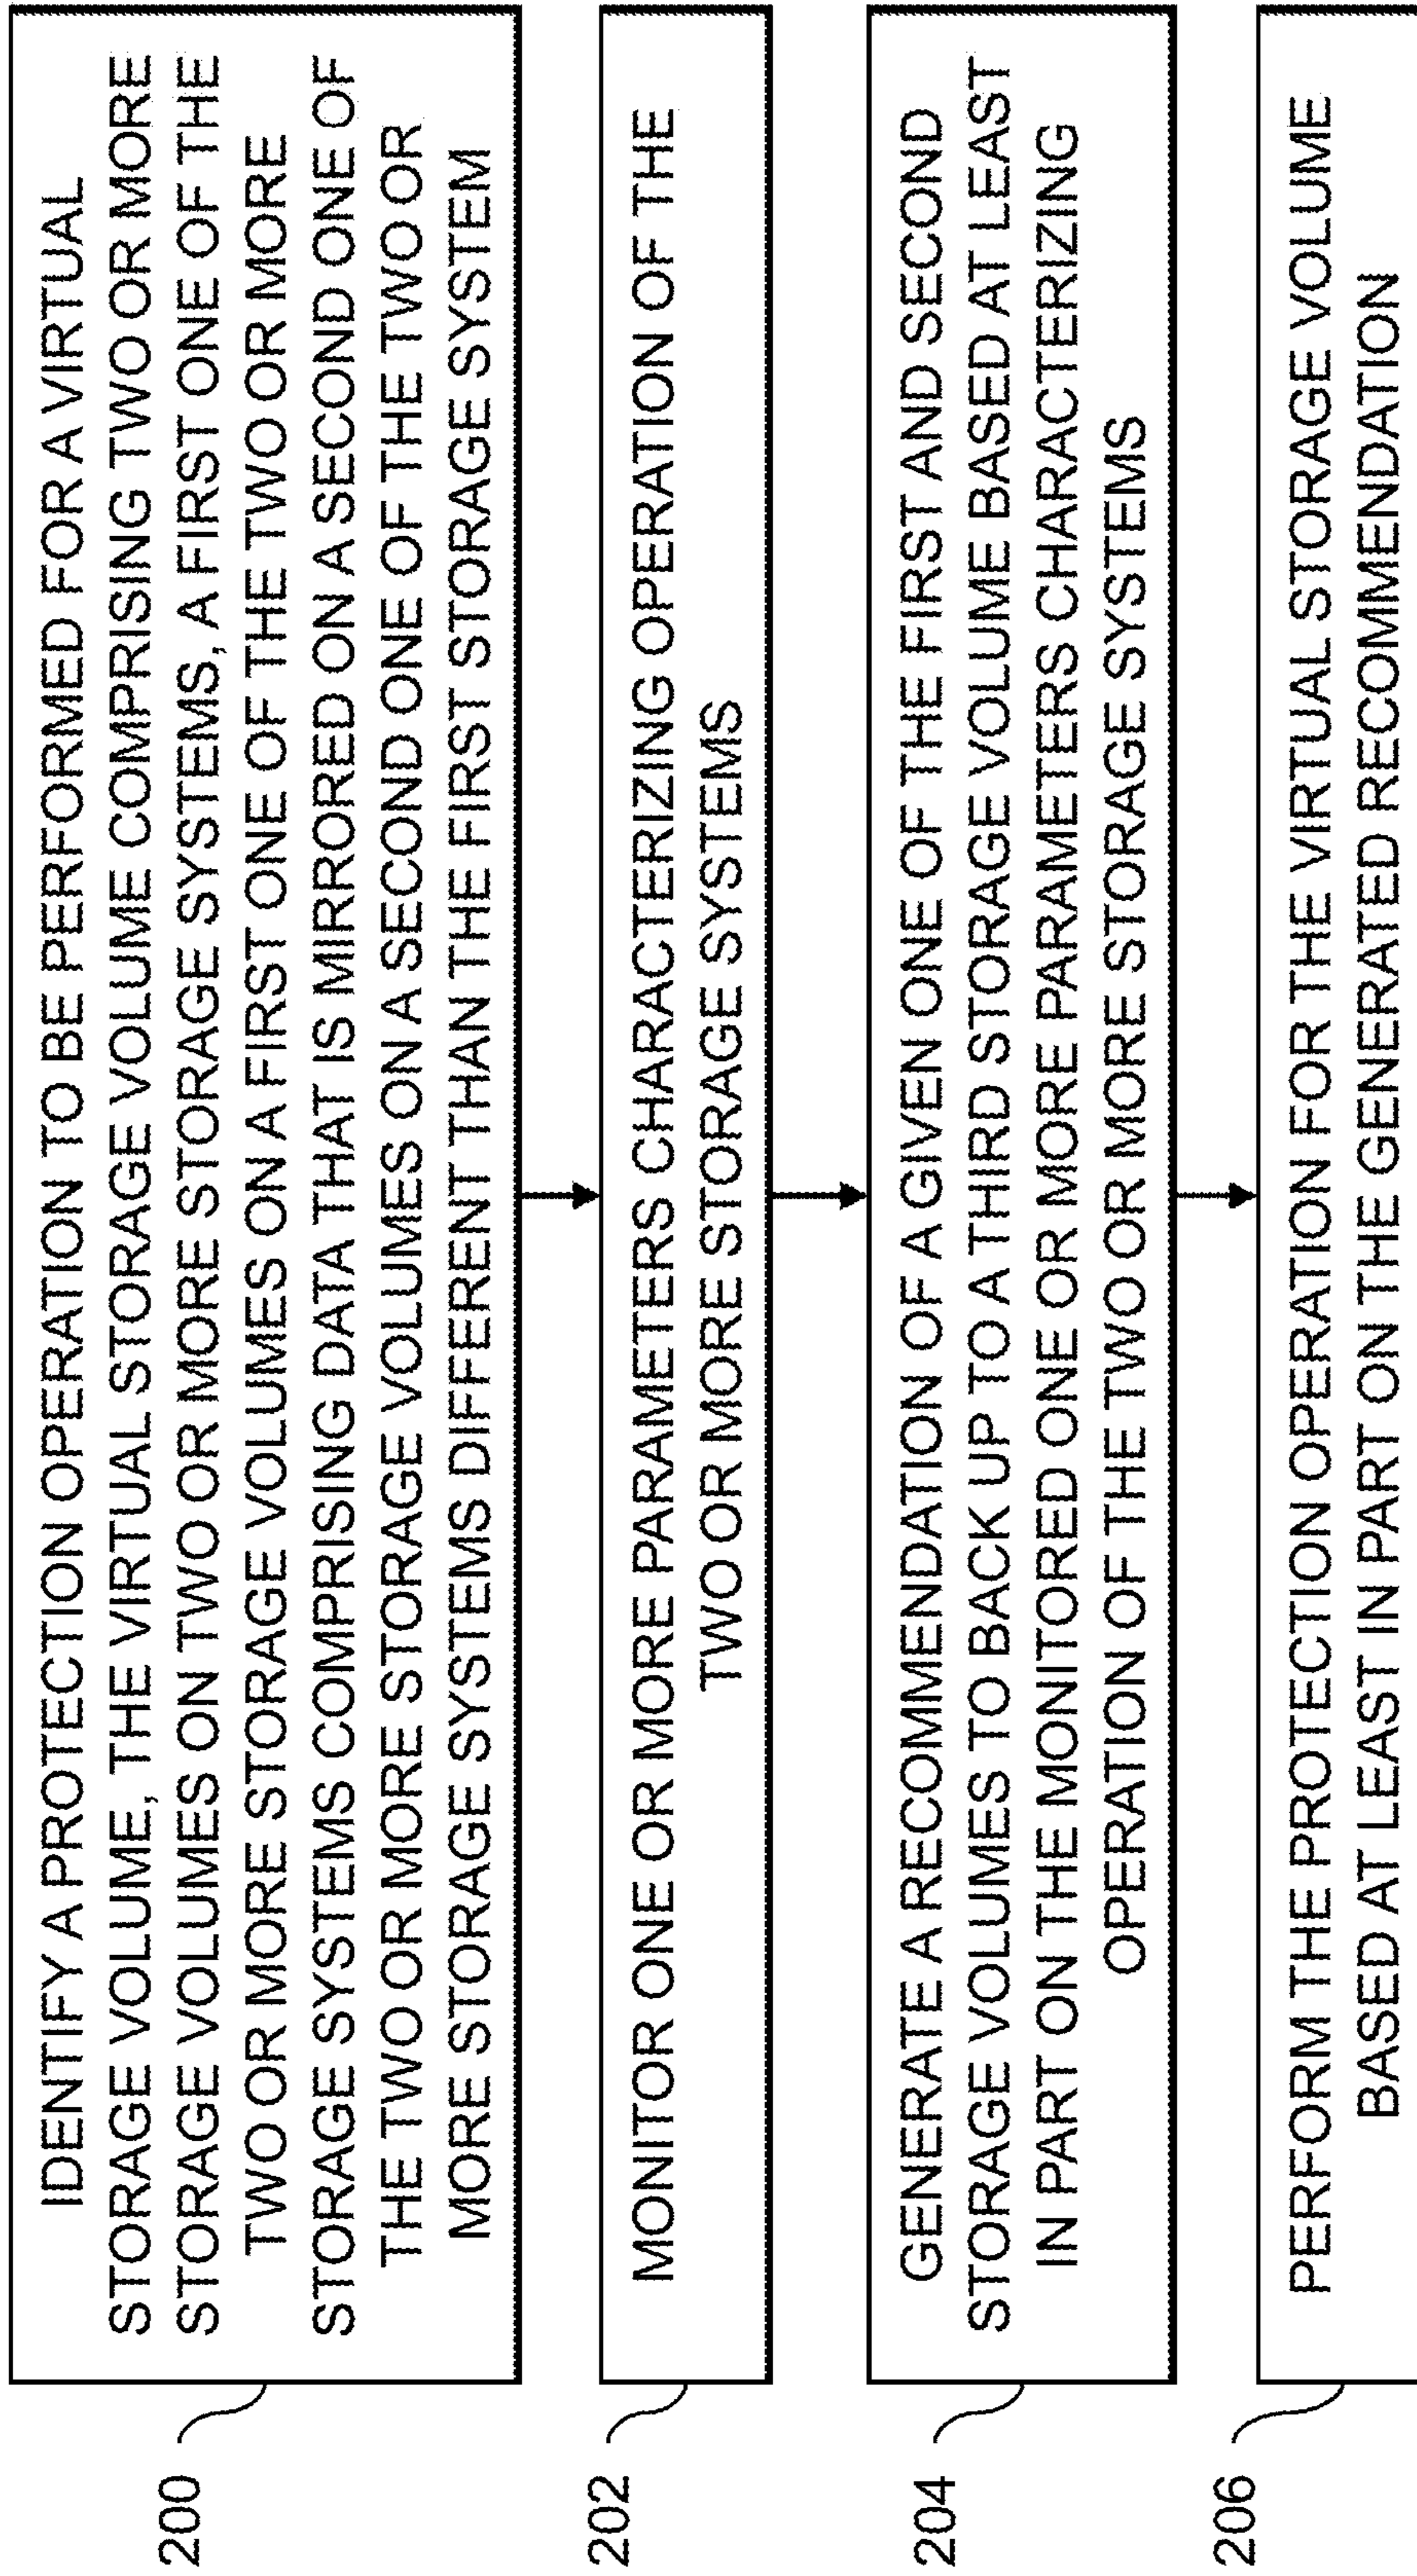 200
IDENTIFY A PROTECTION OPERATION TO BE PERFORMED FOR A VIRTUAL
STORAGE VOLUME, THE VIRTUAL STORAGE VOLUME COMPRISING TWO OR MORE
STORAGE VOLUMES ON TWO OR MORE STORAGE SYSTEMS, A FIRST ONE OF THE
TWO OR MORE STORAGE VOLUMES ON A FIRST ONE OF THE TWO OR MORE
STORAGE SYSTEMS COMPRISING DATA THAT IS MIRRORED ON A SECOND ONE OF
THE TWO OR MORE STORAGE VOLUMES ON A SECOND ONE OF THE TWO OR
MORE STORAGE SYSTEMS DIFFERENT THAN THE FIRST STORAGE SYSTEM
202
MONITOR ONE OR MORE PARAMETERS CHARACTERIZING OPERATION OF THE
TWO OR MORE STORAGE SYSTEMS
204
GENERATE A RECOMMENDATION OF A GIVEN ONE OF THE FIRST AND SECOND
STORAGE VOLUMES TO BACK UP TO A THIRD STORAGE VOLUME BASED AT LEAST
IN PART ON THE MONITORED ONE OR MORE PARAMETERS CHARACTERIZING
OPERATION OF THE TWO OR MORE STORAGE SYSTEMS
206
PERFORM THE PROTECTION OPERATION FOR THE VIRTUAL STORAGE VOLUME
BASED AT LEAST IN PART ON THE GENERATED RECOMMENDATION